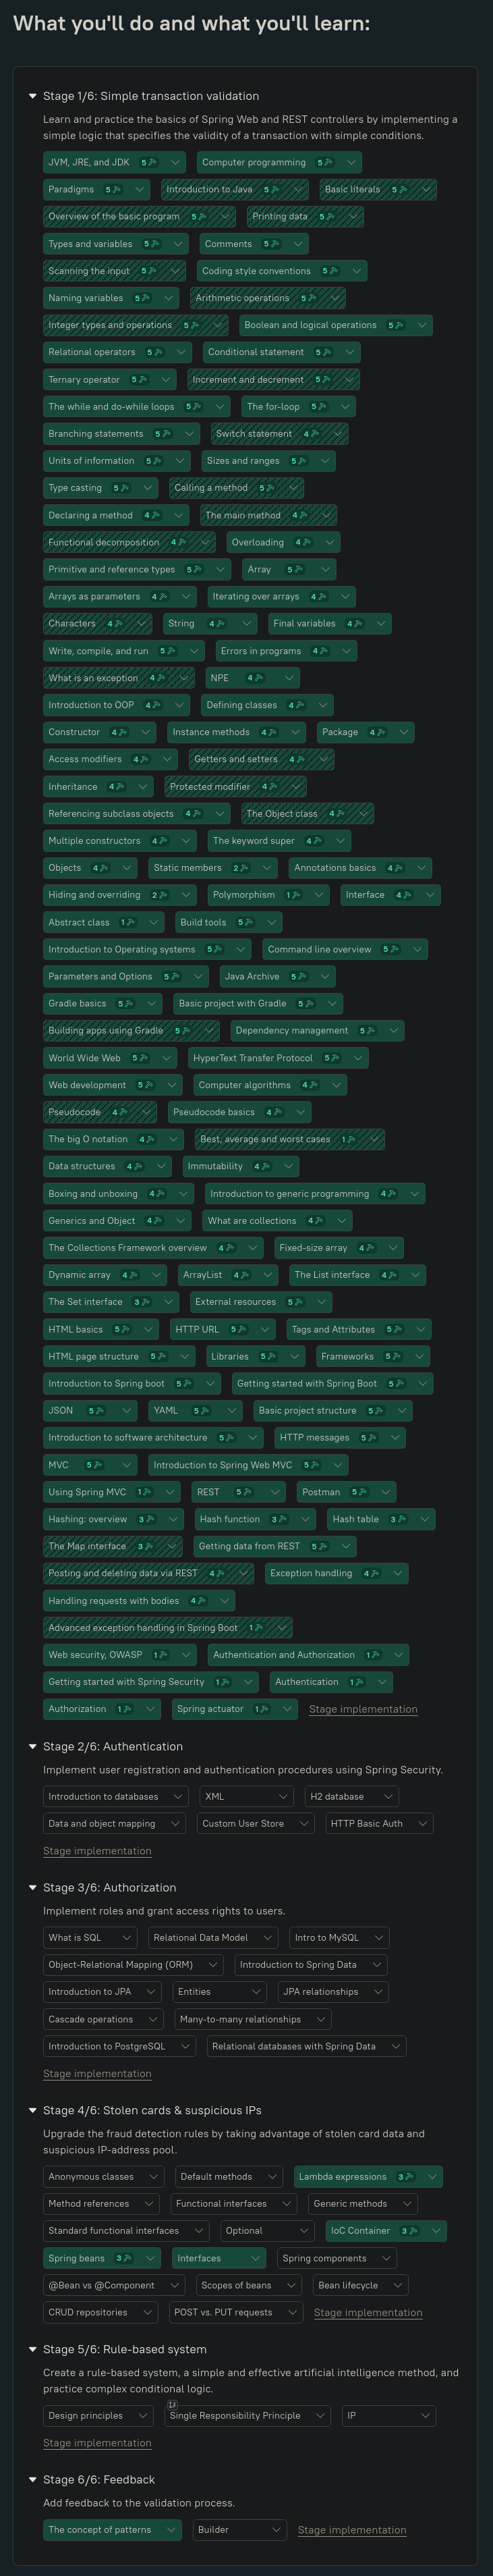 What you'll do and what you'll learn:
Stage 1/6: Simple transaction validation
Learn and practice the basics of Spring Web and REST controllers by implementing a
simple logic that specifies the validity of a transaction with simple conditions.
JVM, JRE, and JDK 5 Computer programming 5
Paradigms 5 Introduction to Java 5 Basic literals 5
Overview of the basic program 5 Printing data 5
Types and variables 5 Comments 5
Scanning the input 5 Coding style conventions 5
Naming variables 5 Arithmetic operations 5
Integer types and operations 5 Boolean and logical operations 5
Relational operators 5 Conditional statement 5
Ternary operator 5 Increment and decrement 5
The while and do-while loops 5 The for-loop 5
Branching statements 5 Switch statement 4
Units of information 5 Sizes and ranges 5
Type casting 5 Calling a method 5
Declaring a method 4 The main method 4
Functional decomposition 4 Overloading 4
Primitive and reference types 5 Array 5
Arrays as parameters 4 Iterating over arrays 4
Characters 4 String 4 Final variables 4
Write, compile, and run 5 Errors in programs 4
What is an exception 4 NPE 4
Introduction to OOP 4 Defining classes 4
Constructor 4 Instance methods 4 Package 4
Access modifiers 4 Getters and setters 4
Inheritance 4 Protected modifier 4
Referencing subclass objects 4 The Object class 4
Multiple constructors 4 The keyword super 4
Objects 4 Static members 2 Annotations basics 4
Hiding and overriding 2 Polymorphism 1 Interface 4
Abstract class 1 Build tools 5
Introduction to Operating systems 5 Command line overview 5
Parameters and Options 5 Java Archive 5
Gradle basics 5 Basic project with Gradle 5
Building apps using Gradle 5 Dependency management 5
World Wide Web 5 HyperText Transfer Protocol 5
Web development 5 Computer algorithms 4
Pseudocode 4 Pseudocode basics 4
The big O notation 4 Best, average and worst cases 1
Data structures 4 Immutability 4
Boxing and unboxing 4 Introduction to generic programming 4
Generics and Object 4 What are collections 4
The Collections Framework overview 4 Fixed-size array 4
Dynamic array 4 ArrayList 4 The List interface 4
The Set interface 3 External resources 5
HTML basics 5 HTTP URL 5 Tags and Attributes 5
HTML page structure 5 Libraries 5 Frameworks 5
Introduction to Spring boot 5 Getting started with Spring Boot 5
JSON 5 YAML 5 Basic project structure 5
Introduction to software architecture 5 HTTP messages 5
MVC 5 Introduction to Spring Web MVC 5
Using Spring MVC 1 REST 5 Postman 5
Hashing: overview 3 Hash function 3 Hash table 3
The Map interface 3 Getting data from REST 5
Posting and deleting data via REST 4 Exception handling 4
Handling requests with bodies 4
Advanced exception handling in Spring Boot 1
Web security, OWASP 1 Authentication and Authorization 1
Getting started with Spring Security 1 Authentication 1
Authorization 1 Spring actuator 1 Stage implementation
Stage 2/6: Authentication
Implement user registration and authentication procedures using Spring Security.
Introduction to databases XML H2 database
Data and object mapping Custom User Store HTTP Basic Auth
Stage implementation
Stage 3/6: Authorization
Implement roles and grant access rights to users.
What is SQL Relational Data Model Intro to MySQL
Object-Relational Mapping (ORM) Introduction to Spring Data
Introduction to JPA Entities JPA relationships
Cascade operations Many-to-many relationships
Introduction to PostgreSQL Relational databases with Spring Data
Stage implementation
Stage 4/6: Stolen cards & suspicious IPs
Upgrade the fraud detection rules by taking advantage of stolen card data and
suspicious IP-address pool.
Anonymous classes Default methods Lambda expressions 3
Method references Functional interfaces Generic methods
Standard functional interfaces Optional IoC Container 3
Spring beans 3 Interfaces Spring components
@Bean vs @Component Scopes of beans Bean lifecycle
CRUD repositories POST vs. PUT requests Stage implementation
Stage 5/6: Rule-based system
Create a rule-based system, a simple and effective artificial intelligence method, and
practice complex conditional logic.
Design principles Single Responsibility Principle IP
Stage implementation
Stage 6/6: Feedback
Add feedback to the validation process.
The concept of patterns Builder Stage implementation